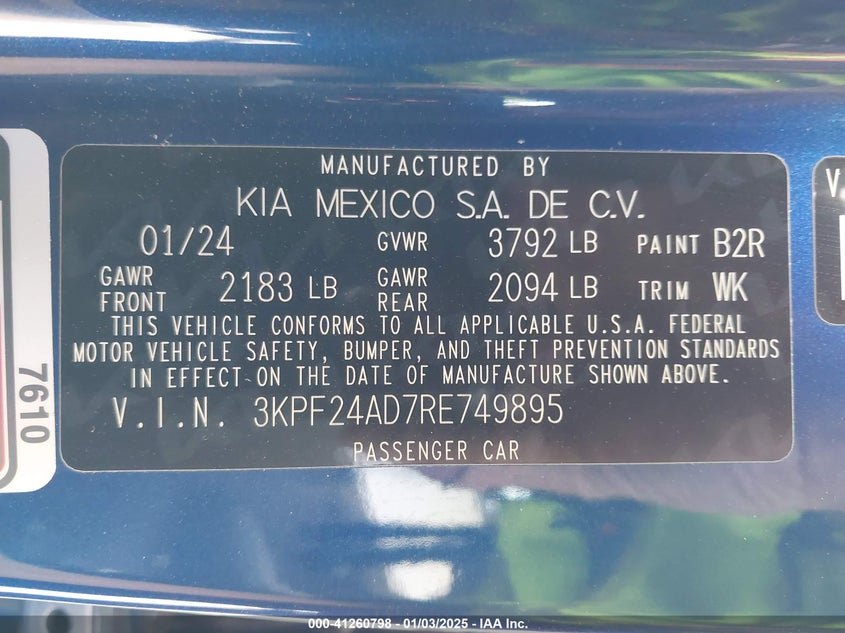 MANUFACTURED BY
KIA MEXICO S.A. DE C.V.
01/24 GVWR 3792 LB PAINT B2R
GAWR FRONT 2183 LB GAWR REAR 2094 LB TRIM WK
THIS VEHICLE CONFORMS TO ALL APPLICABLE U.S.A. FEDERAL
MOTOR VEHICLE SAFETY, BUMPER, AND THEFT PREVENTION STANDARDS
IN EFFECT ON THE DATE OF MANUFACTURE SHOWN ABOVE.
V.I.N. 3KPF24AD7RE749895
PASSENGER CAR
7610
V.
000-41260798 - 01/03/2025 - IAA Inc.